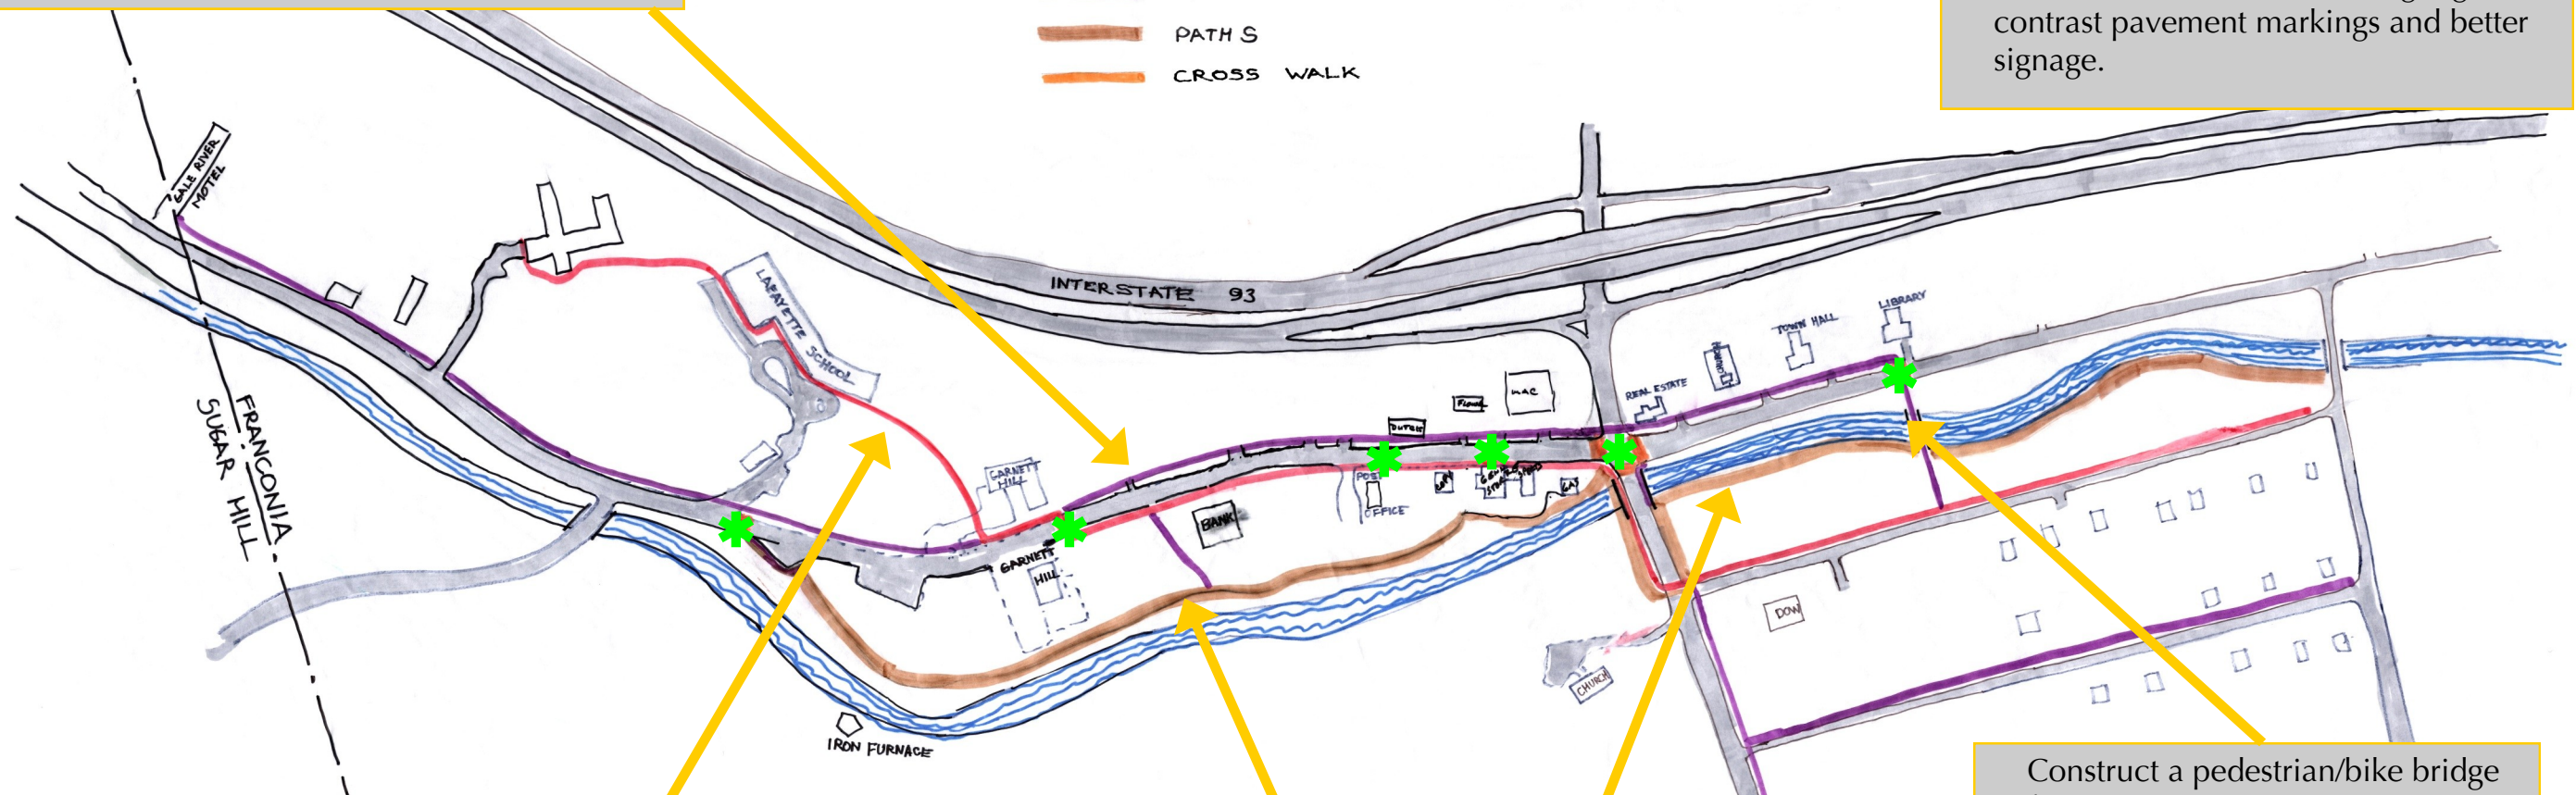 contrast pavement markings and better
signage.
PATHS
CROSS WALK
GALE RIVER
MOTEL
LAFAYETTE SCHOOL
INTERSTATE 93
LIBRARY
TOWN HALL
REAL ESTATE
MAC
DUTCH
FRANCONIA
SUGAR HILL
GARNETT
HILL
GARNETT
HILL
BANK
POST
OFFICE
GAS
DOW
CHURCH
IRON FURNACE
Construct a pedestrian/bike bridge